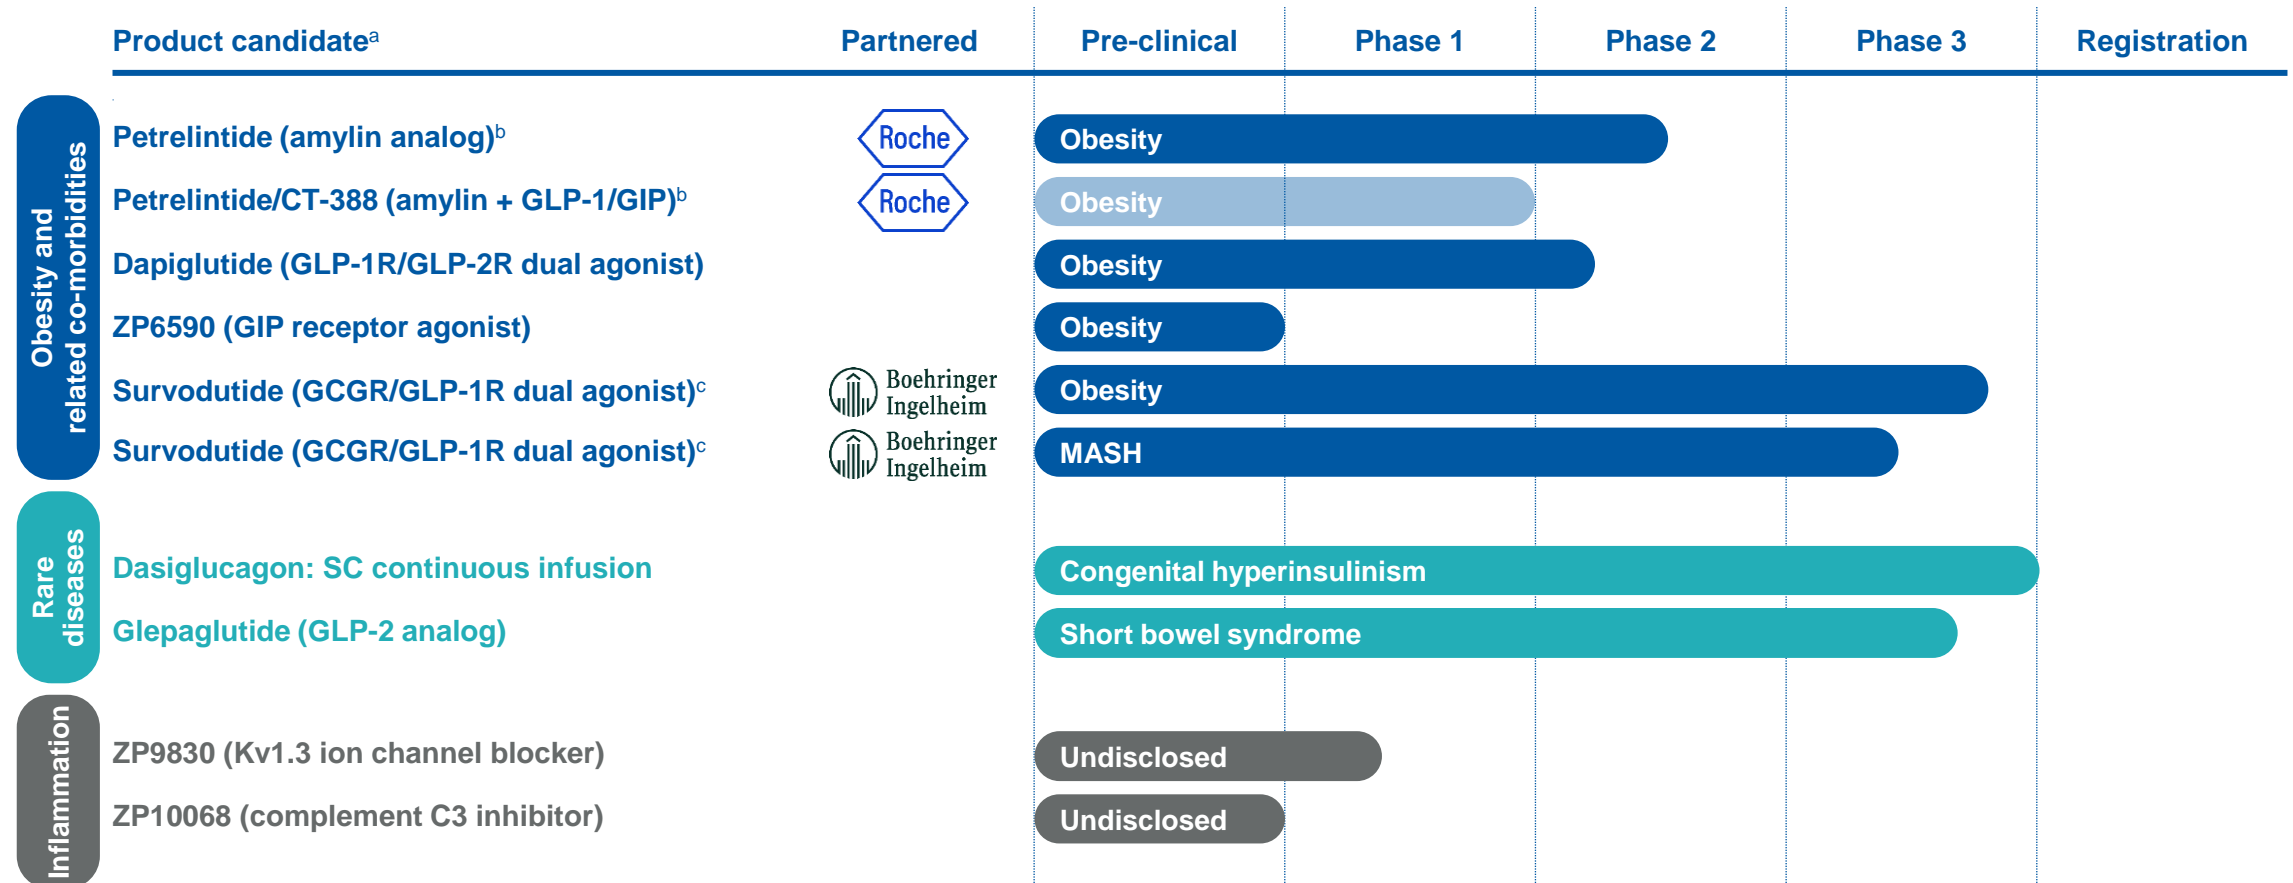 Product candidateᵃ Partnered Pre-clinical Phase 1 Phase 2 Phase 3 Registration
Obesity and
related co-morbidities
Petrelintide (amylin analog)ᵇ Roche Obesity
Petrelintide/CT-388 (amylin + GLP-1/GIP)ᵇ Roche Obesity
Dapiglutide (GLP-1R/GLP-2R dual agonist) Obesity
ZP6590 (GIP receptor agonist) Obesity
Survodutide (GCGR/GLP-1R dual agonist)ᶜ Boehringer Ingelheim Obesity
Survodutide (GCGR/GLP-1R dual agonist)ᶜ Boehringer Ingelheim MASH
Rare
diseases
Dasiglucagon: SC continuous infusion Congenital hyperinsulinism
Glepaglutide (GLP-2 analog) Short bowel syndrome
Inflammation
ZP9830 (Kv1.3 ion channel blocker) Undisclosed
ZP10068 (complement C3 inhibitor) Undisclosed